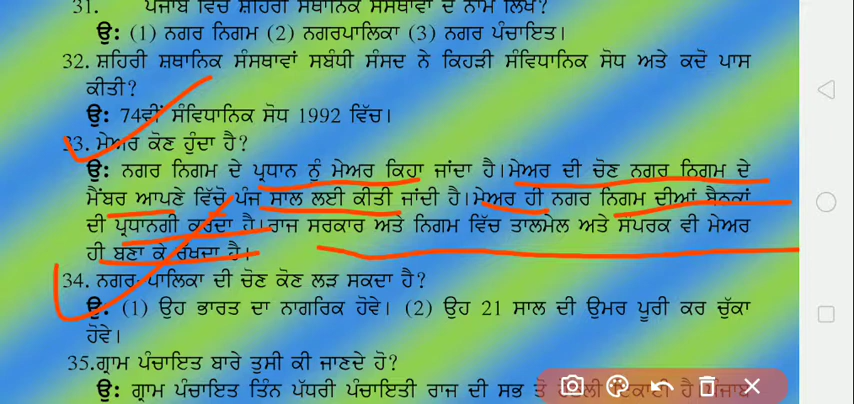 31. ਪੰਜਾਬ ਵਿੱਚ ਸ਼ਹਿਰੀ ਸਥਾਨਿਕ ਸੰਸਥਾਵਾਂ ਦੇ ਨਾਮ ਲਿਖੋ?
ਉ: (1) ਨਗਰ ਨਿਗਮ (2) ਨਗਰਪਾਲਿਕਾ (3) ਨਗਰ ਪੰਚਾਇਤ।
32. ਸ਼ਹਿਰੀ ਸ਼ਥਾਨਿਕ ਸੰਸਥਾਵਾਂ ਸਬੰਧੀ ਸੰਸਦ ਨੇ ਕਿਹੜੀ ਸੰਵਿਧਾਨਿਕ ਸੋਧ ਅਤੇ ਕਦੋ ਪਾਸ
ਕੀਤੀ?
ਉ: 74ਵੀਂ ਸੰਵਿਧਾਨਿਕ ਸੋਧ 1992 ਵਿੱਚ।
33. ਮੇਅਰ ਕੋਣ ਹੁੰਦਾ ਹੈ?
ਉ: ਨਗਰ ਨਿਗਮ ਦੇ ਪ੍ਰਧਾਨ ਨੂੰ ਮੇਅਰ ਕਿਹਾ ਜਾਂਦਾ ਹੈ।ਮੇਅਰ ਦੀ ਚੋਣ ਨਗਰ ਨਿਗਮ ਦੇ
ਮੈਂਬਰ ਆਪਣੇ ਵਿੱਚੋ ਪੰਜ ਸਾਲ ਲਈ ਕੀਤੀ ਜਾਂਦੀ ਹੈ।ਮੇਅਰ ਹੀ ਨਗਰ ਨਿਗਮ ਦੀਆਂ ਬੈਠਕਾਂ
ਦੀ ਪ੍ਰਧਾਨਗੀ ਕਰਦਾ ਹੈ।ਰਾਜ ਸਰਕਾਰ ਅਤੇ ਨਿਗਮ ਵਿੱਚ ਤਾਲਮੇਲ ਅਤੇ ਸੰਪਰਕ ਵੀ ਮੇਅਰ
ਹੀ ਬਣਾ ਕੇ ਰੱਖਦਾ ਹੈ।
34. ਨਗਰ-ਪਾਲਿਕਾ ਦੀ ਚੋਣ ਕੋਣ ਲੜ ਸਕਦਾ ਹੈ?
ਉ: (1) ਉਹ ਭਾਰਤ ਦਾ ਨਾਗਰਿਕ ਹੋਵੇ। (2) ਉਹ 21 ਸਾਲ ਦੀ ਉਮਰ ਪੂਰੀ ਕਰ ਚੁੱਕਾ
ਹੋਵੇ।
35.ਗ੍ਰਾਮ ਪੰਚਾਇਤ ਬਾਰੇ ਤੁਸੀ ਕੀ ਜਾਣਦੇ ਹੋ?
ਉ: ਗ੍ਰਾਮ ਪੰਚਾਇਤ ਤਿੰਨ ਪੱਧਰੀ ਪੰਚਾਇਤੀ ਰਾਜ ਦੀ ਸਭ ਤੋਂ